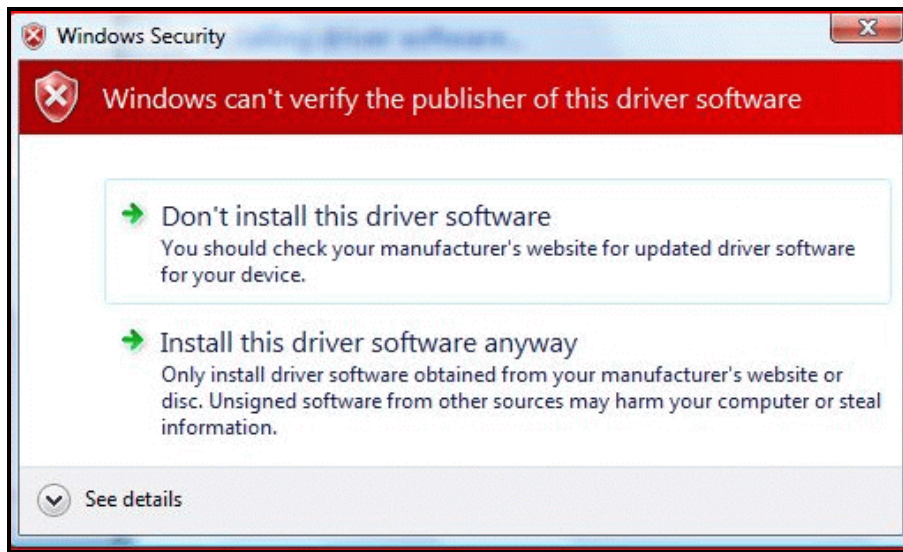 Windows Security
Windows can't verify the publisher of this driver software
Don't install this driver software
You should check your manufacturer's website for updated driver software
for your device.
Install this driver software anyway
Only install driver software obtained from your manufacturer's website or
disc. Unsigned software from other sources may harm your computer or steal
information.
See details